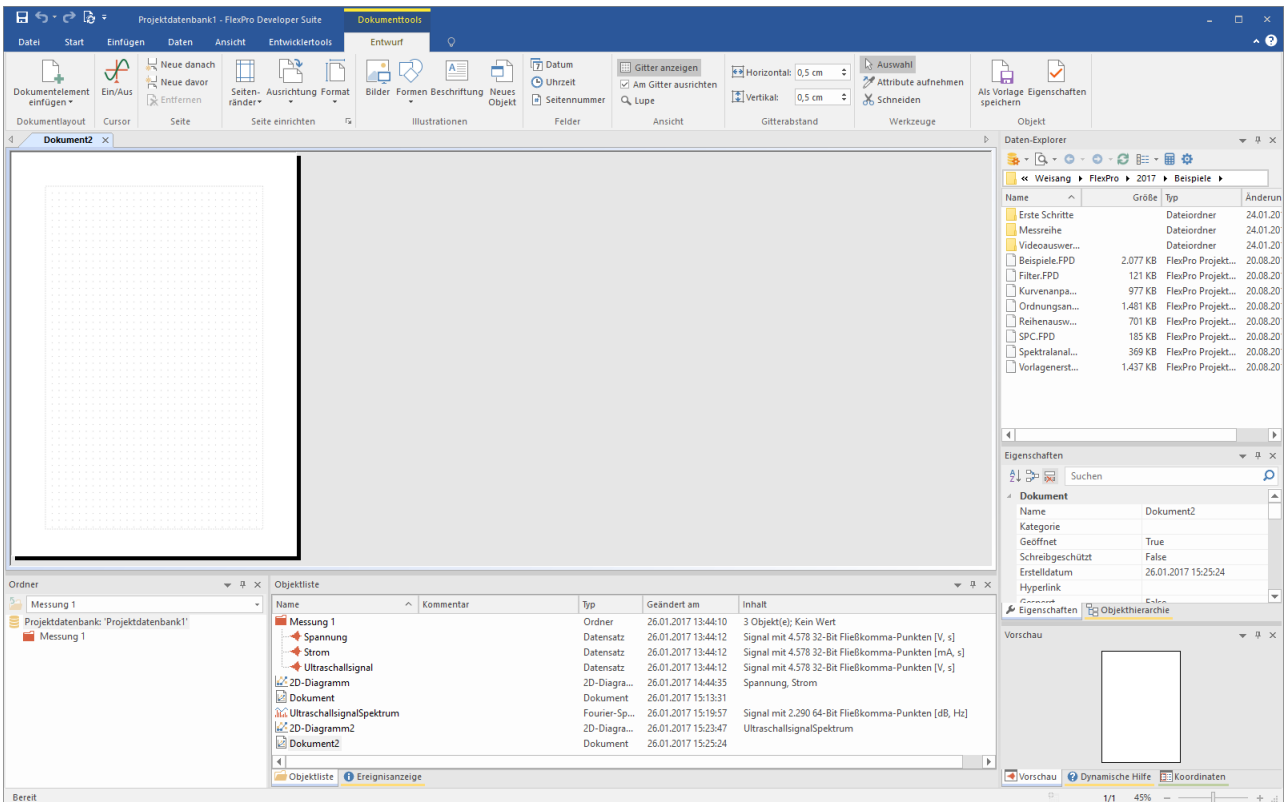 Projektdatenbank1 - FlexPro Developer Suite
Dokumenttools
Datei Start Einfügen Daten Ansicht Entwicklertools Entwurf
Dokumentelement einfügen
Dokumentlayout
Ein/Aus
Cursor
Neue danach
Neue davor
Entfernen
Seite
Seiten-ränder Ausrichtung Format
Seite einrichten
Bilder Formen Beschriftung Neues Objekt
Illustrationen
Datum
Uhrzeit
Seitennummer
Felder
Gitter anzeigen
Am Gitter ausrichten
Lupe
Ansicht
Horizontal: 0,5 cm
Vertikal: 0,5 cm
Gitterabstand
Auswahl
Attribute aufnehmen
Schneiden
Werkzeuge
Als Vorlage speichern Eigenschaften
Objekt
Dokument2
Daten-Explorer
« Weisang FlexPro 2017 Beispiele
Name Größe Typ Änderun
Erste Schritte Dateiordner 24.01.20
Messreihe Dateiordner 24.01.20
Videoauswer... Dateiordner 24.01.20
Beispiele.FPD 2.077 KB FlexPro Projekt... 20.08.20
Filter.FPD 121 KB FlexPro Projekt... 20.08.20
Kurvenanpa... 977 KB FlexPro Projekt... 20.08.20
Ordnungsan... 1.481 KB FlexPro Projekt... 20.08.20
Reihenausw... 701 KB FlexPro Projekt... 20.08.20
SPC.FPD 185 KB FlexPro Projekt... 20.08.20
Spektralanal... 369 KB FlexPro Projekt... 20.08.20
Vorlagenerst... 1.437 KB FlexPro Projekt... 20.08.20
Eigenschaften
Suchen
Dokument
Name Dokument2
Kategorie
Geöffnet True
Schreibgeschützt False
Erstelldatum 26.01.2017 15:25:24
Hyperlink
Eigenschaften Objekthierarchie
Vorschau
Vorschau Dynamische Hilfe Koordinaten
Ordner
Messung 1
Projektdatenbank: 'Projektdatenbank1'
Messung 1
Objektliste
Name Kommentar Typ Geändert am Inhalt
Messung 1 Ordner 26.01.2017 13:44:10 3 Objekt(e); Kein Wert
Spannung Datensatz 26.01.2017 13:44:12 Signal mit 4.578 32-Bit Fließkomma-Punkten [V, s]
Strom Datensatz 26.01.2017 13:44:12 Signal mit 4.578 32-Bit Fließkomma-Punkten [mA, s]
Ultraschallsignal Datensatz 26.01.2017 13:44:12 Signal mit 4.578 32-Bit Fließkomma-Punkten [V, s]
2D-Diagramm 2D-Diagra... 26.01.2017 14:44:35 Spannung, Strom
Dokument Dokument 26.01.2017 15:13:31
UltraschallsignalSpektrum Fourier-Sp... 26.01.2017 15:19:57 Signal mit 2.290 64-Bit Fließkomma-Punkten [dB, Hz]
2D-Diagramm2 2D-Diagra... 26.01.2017 15:23:47 UltraschallsignalSpektrum
Dokument2 Dokument 26.01.2017 15:25:24
Objektliste Ereignisanzeige
Bereit
1/1 45%